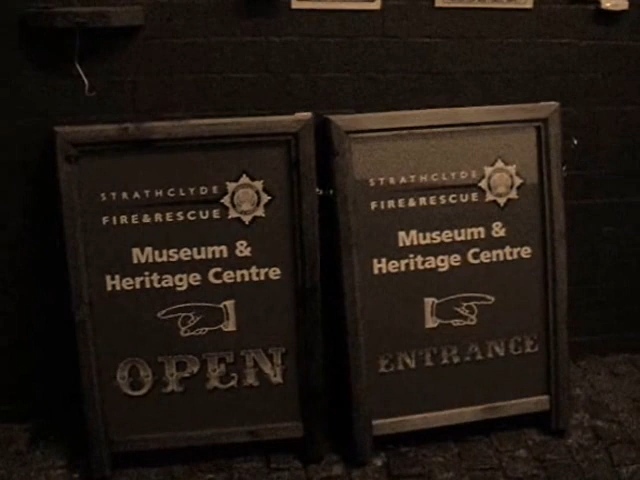 STRATHCLYDE
FIRE&RESCUE
Museum &
Heritage Centre
OPEN
STRATHCLYDE
FIRE&RESCUE
Museum &
Heritage Centre
ENTRANCE